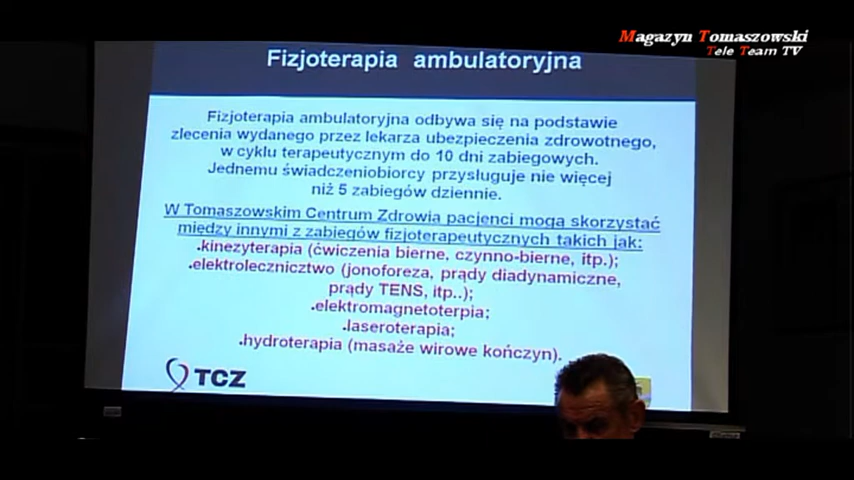 Magazyn Tomaszowski
Tele Team TV
Fizjoterapia ambulatoryjna
Fizjoterapia ambulatoryjna odbywa się na podstawie
zlecenia wydanego przez lekarza ubezpieczenia zdrowotnego,
w cyklu terapeutycznym do 10 dni zabiegowych.
Jednemu świadczeniobiorcy przysługuje nie więcej
niż 5 zabiegów dziennie.
W Tomaszowskim Centrum Zdrowia pacjenci mogą skorzystać
między innymi z zabiegów fizjoterapeutycznych takich jak:
.kinezyterapia (ćwiczenia bierne, czynno-bierne, itp.);
.elektrolecznictwo (jonoforeza, prądy diadynamiczne,
prądy TENS, itp..);
.elektromagnetoterpia;
.laseroterapia;
.hydroterapia (masaże wirowe kończyn).
TCZ